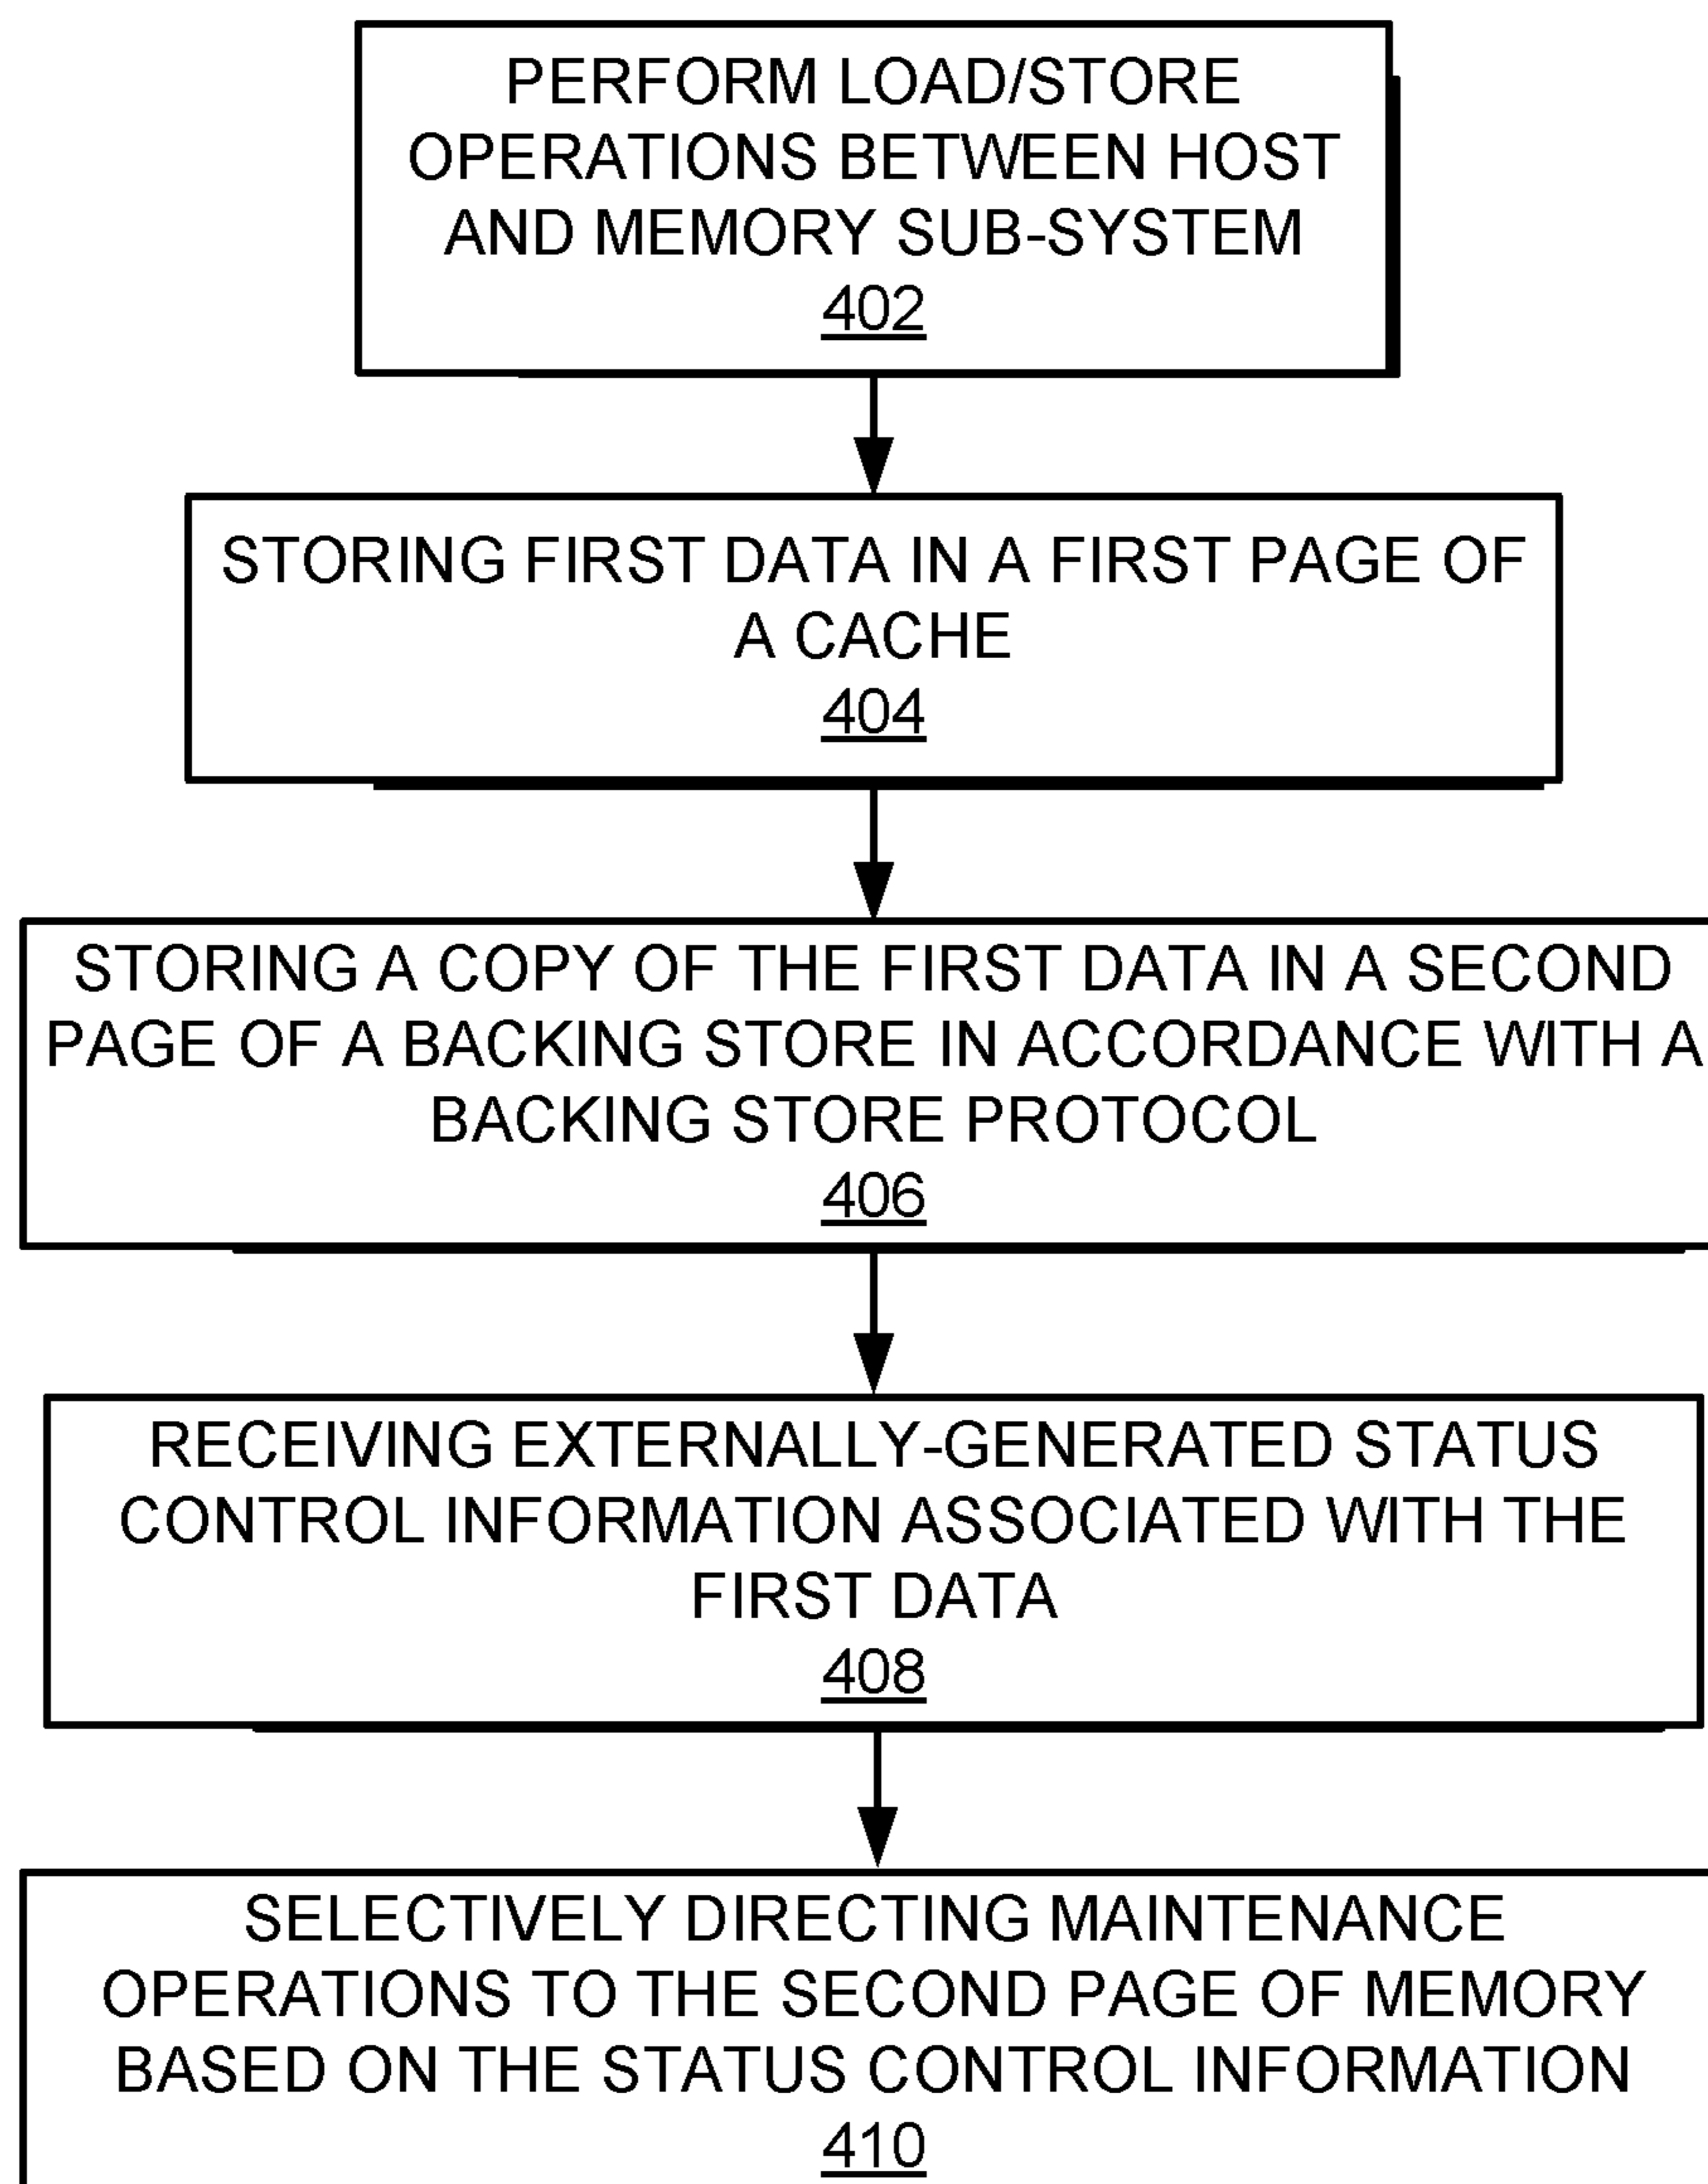 PERFORM LOAD/STORE
OPERATIONS BETWEEN HOST
AND MEMORY SUB-SYSTEM
402
STORING FIRST DATA IN A FIRST PAGE OF
A CACHE
404
STORING A COPY OF THE FIRST DATA IN A SECOND
PAGE OF A BACKING STORE IN ACCORDANCE WITH A
BACKING STORE PROTOCOL
406
RECEIVING EXTERNALLY-GENERATED STATUS
CONTROL INFORMATION ASSOCIATED WITH THE
FIRST DATA
408
SELECTIVELY DIRECTING MAINTENANCE
OPERATIONS TO THE SECOND PAGE OF MEMORY
BASED ON THE STATUS CONTROL INFORMATION
410